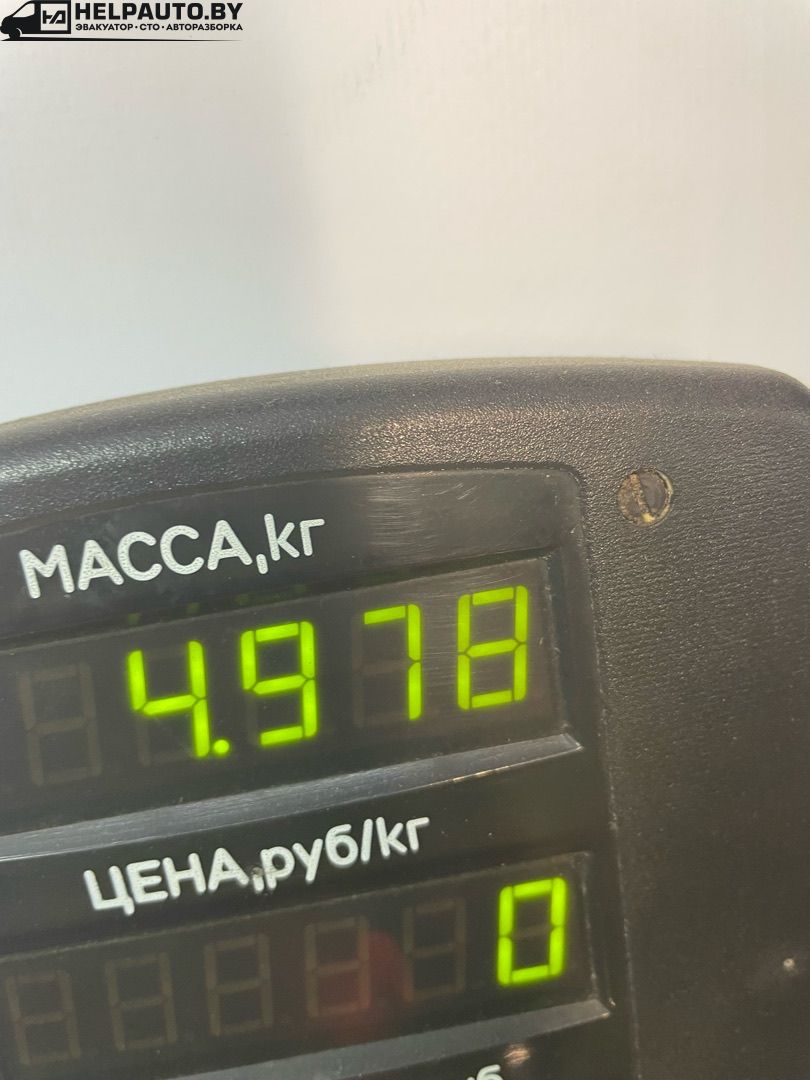 HELPAUTO.BY
ЭВАКУАТОР · СТО · АВТОРАЗБОРКА
МАССА,кг
4.978
ЦЕНА,руб/кг
0